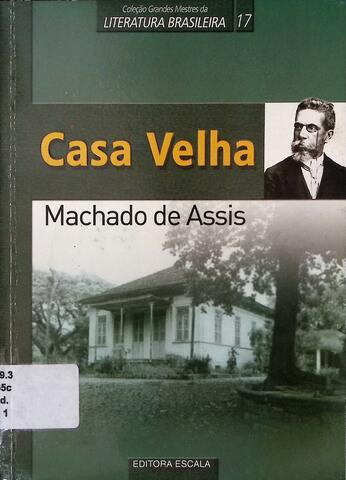 Coleção Grandes Mestres da
LITERATURA BRASILEIRA 17
Casa Velha
Machado de Assis
9.3
5c
d.
1
EDITORA ESCALA